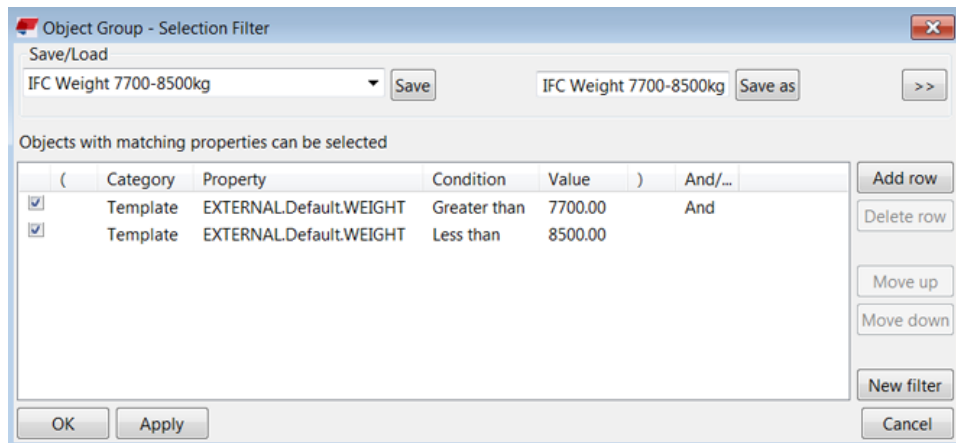 Object Group - Selection Filter
Save/Load
IFC Weight 7700-8500kg Save IFC Weight 7700-8500kg Save as >>
Objects with matching properties can be selected
( Category Property Condition Value ) And/...
Template EXTERNAL.Default.WEIGHT Greater than 7700.00 And
Template EXTERNAL.Default.WEIGHT Less than 8500.00
Add row
Delete row
Move up
Move down
New filter
OK Apply Cancel